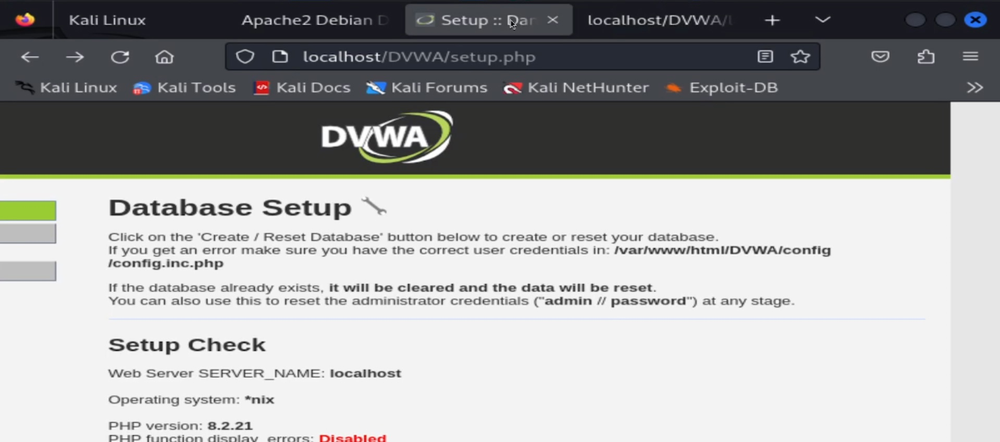 Kali Linux
Apache2 Debian D
Setup :: Dar
localhost/DVWA/
localhost/DVWA/setup.php
Kali Linux
Kali Tools
Kali Docs
Kali Forums
Kali NetHunter
Exploit-DB
DVWA
Database Setup
Click on the 'Create / Reset Database' button below to create or reset your database.
If you get an error make sure you have the correct user credentials in: /var/www/html/DVWA/config
/config.inc.php
If the database already exists, it will be cleared and the data will be reset.
You can also use this to reset the administrator credentials ("admin // password") at any stage.
Setup Check
Web Server SERVER_NAME: localhost
Operating system: *nix
PHP version: 8.2.21
PHP function display_errors: Disabled